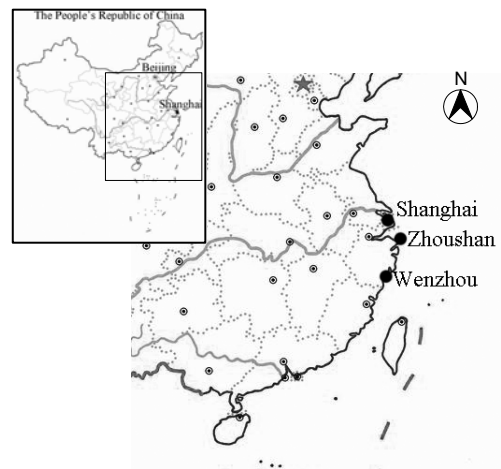 The People's Republic of China
Beijing
Shanghai
N
Shanghai
Zhoushan
Wenzhou